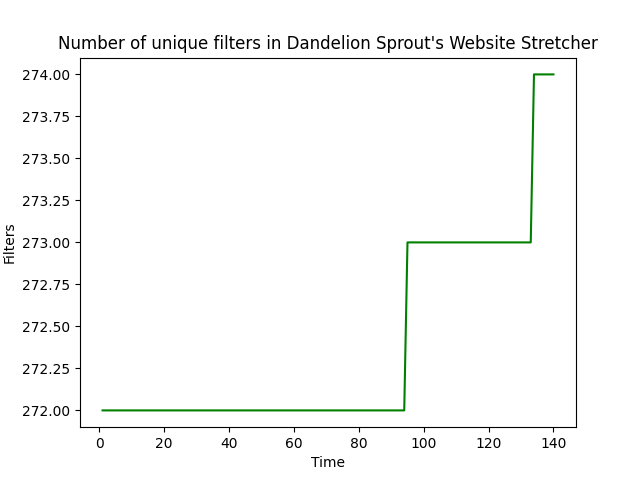 Number of unique filters in Dandelion Sprout's Website Stretcher
274.00
273.75
273.50
273.25
273.00
272.75
272.50
272.25
272.00
Filters
0 20 40 60 80 100 120 140
Time